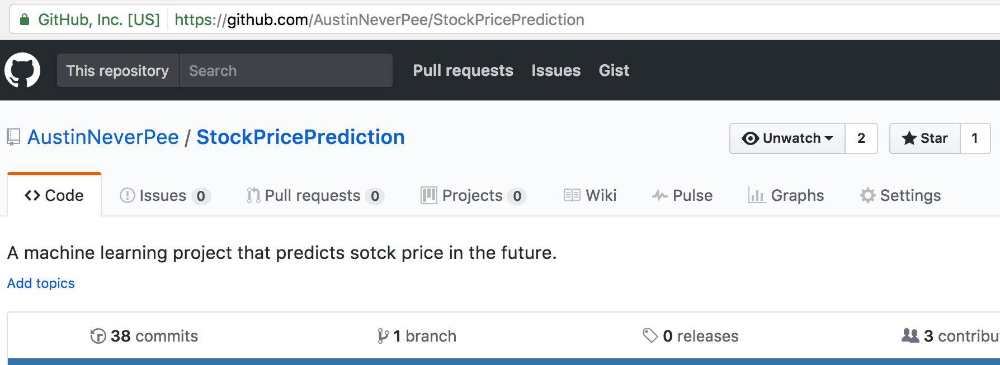 GitHub, Inc. [US] https://github.com/AustinNeverPee/StockPricePrediction
This repository Search Pull requests Issues Gist
AustinNeverPee / StockPricePrediction Unwatch 2 Star 1
Code Issues 0 Pull requests 0 Projects 0 Wiki Pulse Graphs Settings
A machine learning project that predicts sotck price in the future.
Add topics
38 commits 1 branch 0 releases 3 contribu